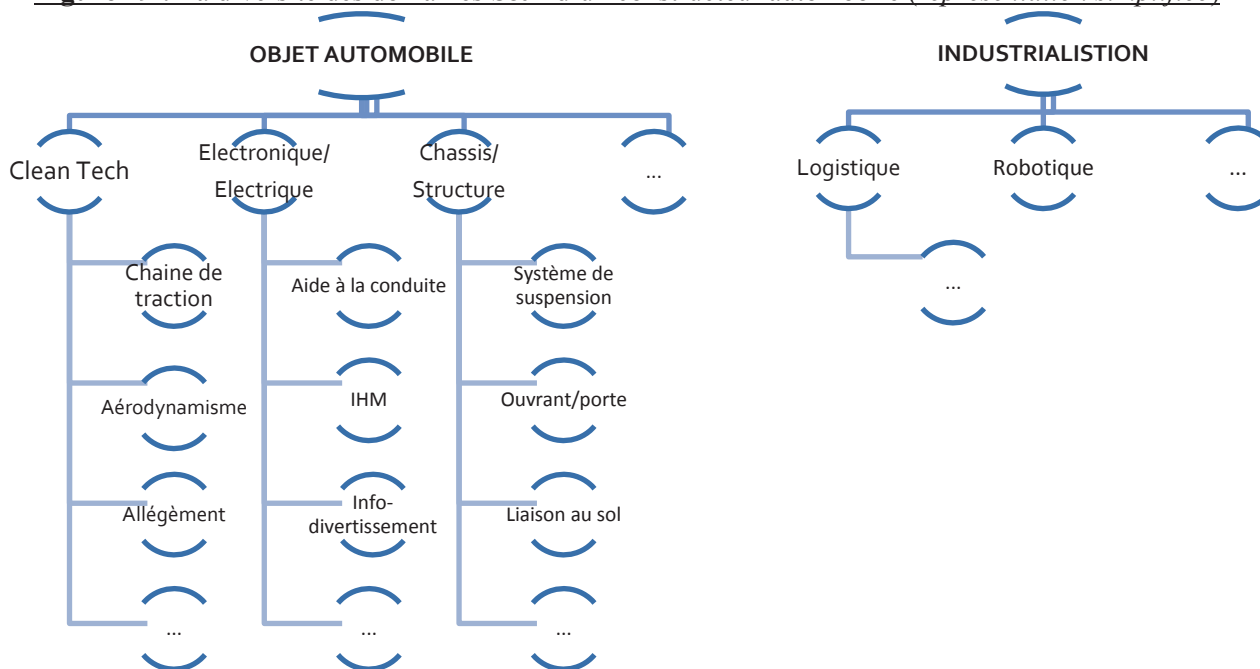 OBJET AUTOMOBILE
INDUSTRIALISTION
Clean Tech
Electronique/
Electrique
Chassis/
Structure
...
Logistique
Robotique
...
Chaine de
traction
Aide à la conduite
Système de
suspension
...
Aérodynamisme
IHM
Ouvrant/porte
Allégèment
Info-
divertissement
Liaison au sol
...
...
...